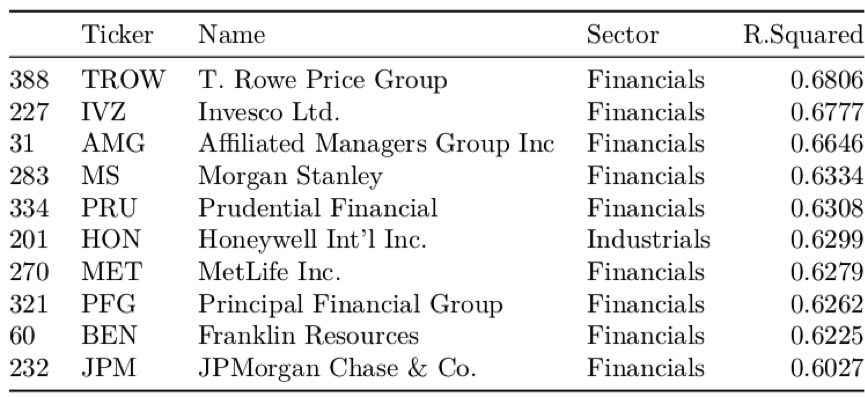 Ticker Name Sector R.Squared
388 TROW T. Rowe Price Group Financials 0.6806
227 IVZ Invesco Ltd. Financials 0.6777
31 AMG Affiliated Managers Group Inc Financials 0.6646
283 MS Morgan Stanley Financials 0.6334
334 PRU Prudential Financial Financials 0.6308
201 HON Honeywell Int'l Inc. Industrials 0.6299
270 MET MetLife Inc. Financials 0.6279
321 PFG Principal Financial Group Financials 0.6262
60 BEN Franklin Resources Financials 0.6225
232 JPM JPMorgan Chase & Co. Financials 0.6027